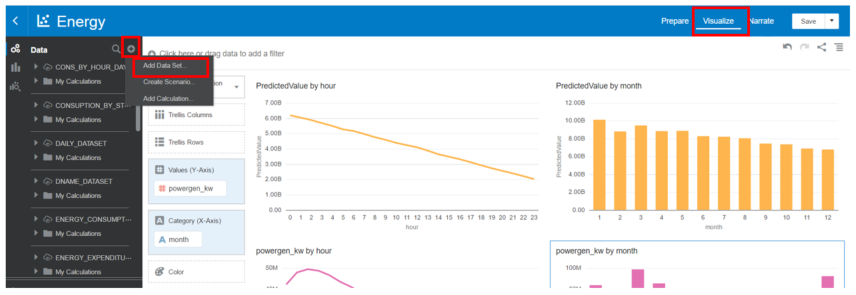 Energy
Prepare
Visualize
Narrate
Save
Data
Click here or drag data to add a filter
CONS_BY_HOUR_DAY
Add Data Set...
My Calculations
Create Scenario...
Add Calculation...
CONSUPTION_BY_ST...
My Calculations
DAILY_DATASET
My Calculations
DNAME_DATASET
My Calculations
ENERGY_CONSUMPT...
My Calculations
ENERGY_EXPENDITU...
My Calculations
Trellis Columns
Trellis Rows
Values (Y-Axis)
powergen_kw
Category (X-Axis)
month
Color
PredictedValue by hour
7.00B
6.00B
5.00B
4.00B
3.00B
2.00B
1.00B
0.00
PredictedValue
0 1 2 3 4 5 6 7 8 9 10 11 12 13 14 15 16 17 18 19 20 21 22 23
hour
PredictedValue by month
12.00B
10.00B
8.00B
6.00B
4.00B
2.00B
0.00
PredictedValue
1 2 3 4 5 6 7 8 9 10 11 12
month
powergen_kw by hour
50M
powergen_kw by month
100M